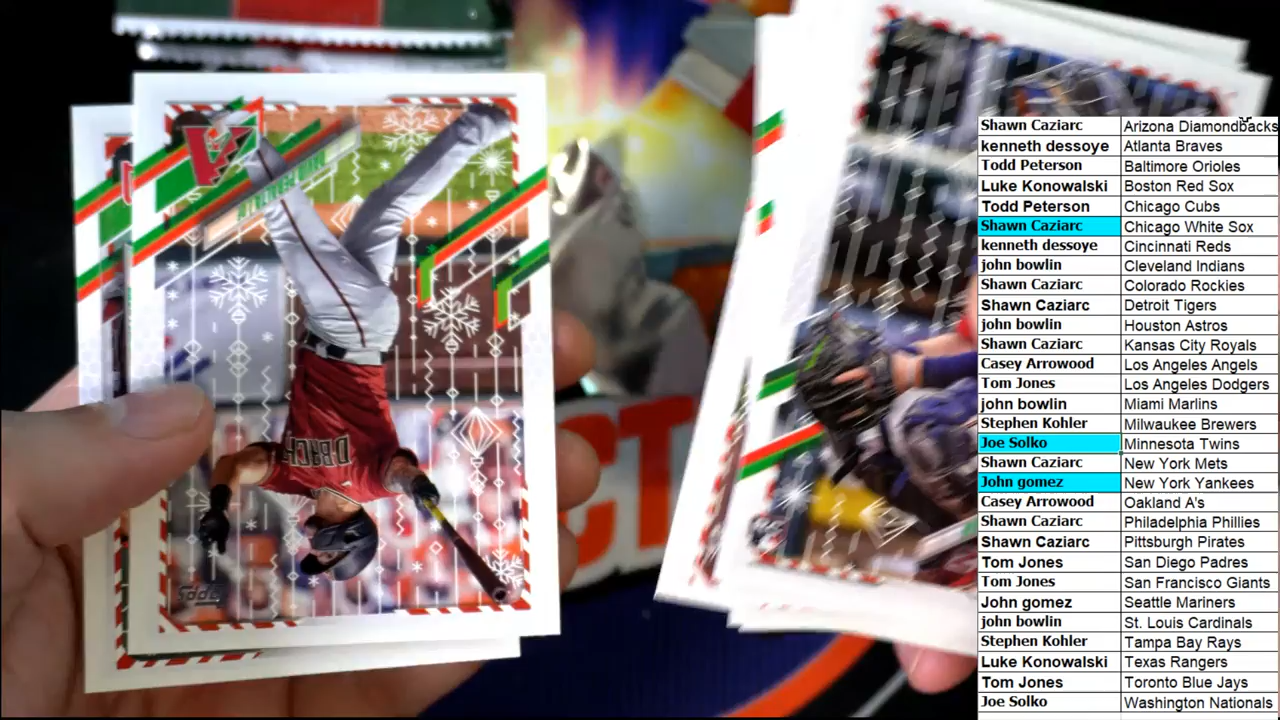 Shawn Caziarc Arizona Diamondbacks
kenneth dessoye Atlanta Braves
Todd Peterson Baltimore Orioles
Luke Konowalski Boston Red Sox
Todd Peterson Chicago Cubs
Shawn Caziarc Chicago White Sox
kenneth dessoye Cincinnati Reds
john bowlin Cleveland Indians
Shawn Caziarc Colorado Rockies
Shawn Caziarc Detroit Tigers
john bowlin Houston Astros
Shawn Caziarc Kansas City Royals
Casey Arrowood Los Angeles Angels
Tom Jones Los Angeles Dodgers
john bowlin Miami Marlins
Stephen Kohler Milwaukee Brewers
Joe Solko Minnesota Twins
Shawn Caziarc New York Mets
John gomez New York Yankees
Casey Arrowood Oakland A's
Shawn Caziarc Philadelphia Phillies
Shawn Caziarc Pittsburgh Pirates
Tom Jones San Diego Padres
Tom Jones San Francisco Giants
John gomez Seattle Mariners
john bowlin St. Louis Cardinals
Stephen Kohler Tampa Bay Rays
Luke Konowalski Texas Rangers
Tom Jones Toronto Blue Jays
Joe Solko Washington Nationals
D-BACK
Topps
CT